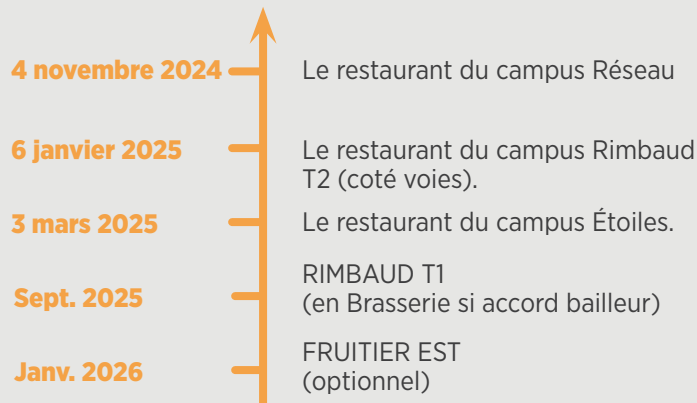 4 novembre 2024
Le restaurant du campus Réseau
6 janvier 2025
Le restaurant du campus Rimbaud
T2 (coté voies).
3 mars 2025
Le restaurant du campus Étoiles.
Sept. 2025
RIMBAUD T1
(en Brasserie si accord bailleur)
Janv. 2026
FRUITIER EST
(optionnel)